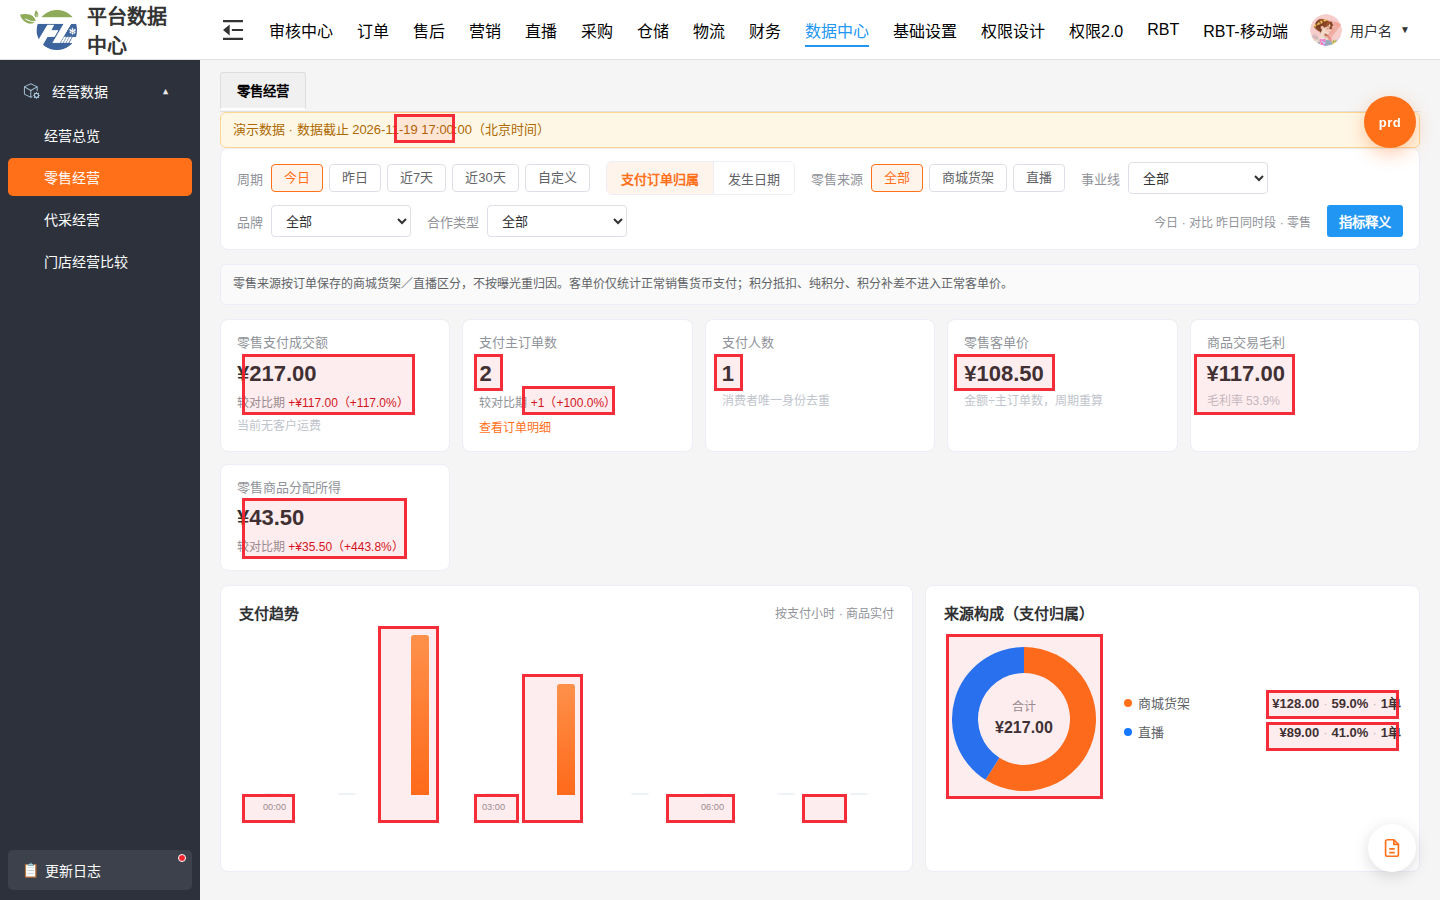 平台数据
中心
审核中心 订单 售后 营销 直播 采购 仓储 物流 财务 数据中心 基础设置 权限设计 权限2.0 RBT RBT-移动端 用户名 ▼
经营数据 ▲
经营总览
零售经营
代采经营
门店经营比较
更新日志
零售经营
演示数据 · 数据截止 2026-11-19 17:00:00（北京时间）
prd
周期 今日 昨日 近7天 近30天 自定义 支付订单归属 发生日期 零售来源 全部 商城货架 直播 事业线 全部
品牌 全部 合作类型 全部 今日 · 对比 昨日同时段 · 零售 指标释义
零售来源按订单保存的商城货架／直播区分，不按曝光重归因。客单价仅统计正常销售货币支付；积分抵扣、纯积分、积分补差不进入正常客单价。
零售支付成交额
¥217.00
较对比期 +¥117.00（+117.0%）
当前无客户运费
支付主订单数
2
较对比期 +1（+100.0%）
查看订单明细
支付人数
1
消费者唯一身份去重
零售客单价
¥108.50
金额÷主订单数，周期重算
商品交易毛利
¥117.00
毛利率 53.9%
零售商品分配所得
¥43.50
较对比期 +¥35.50（+443.8%）
支付趋势
按支付小时 · 商品实付
00:00 03:00 06:00
来源构成（支付归属）
合计
¥217.00
商城货架 ¥128.00 · 59.0% · 1单
直播 ¥89.00 · 41.0% · 1单